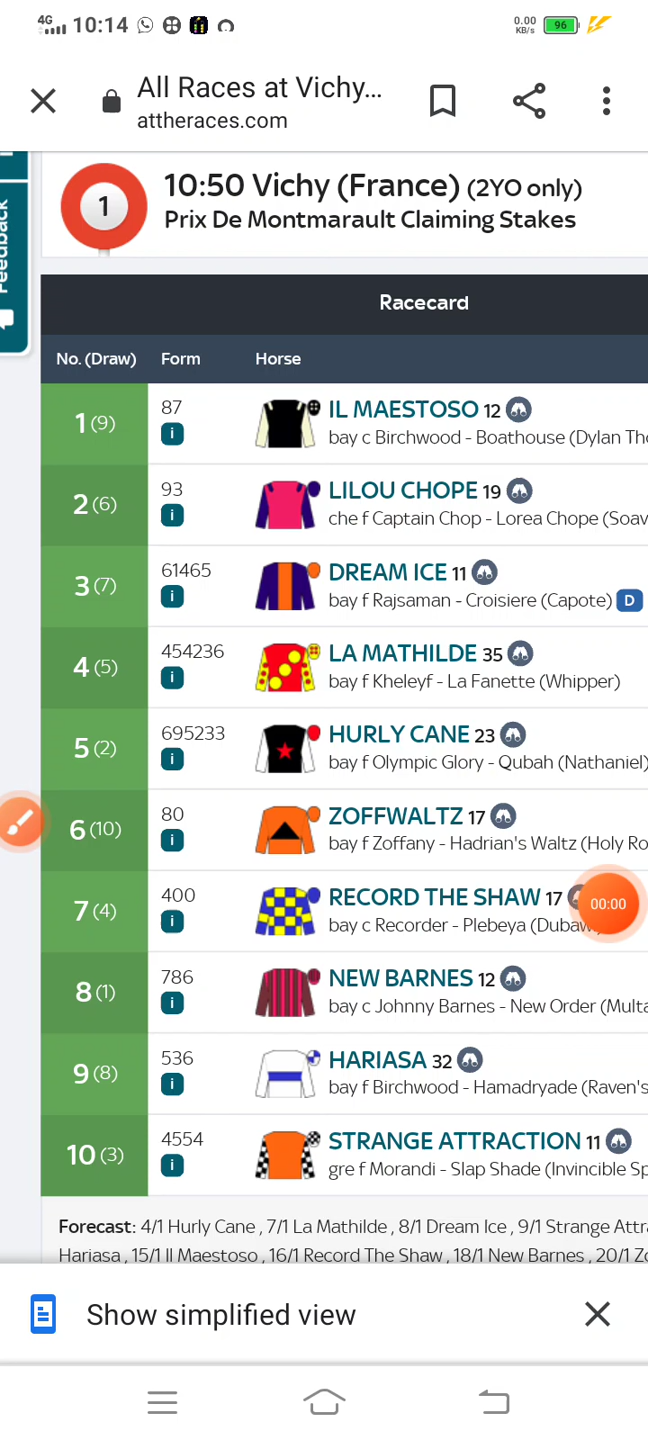 4G 10:14 0.00 KB/s 96
All Races at Vichy...
attheraces.com
Feedback
1 10:50 Vichy (France) (2YO only)
Prix De Montmarault Claiming Stakes
Racecard
No. (Draw) Form Horse
1 (9) 87 IL MAESTOSO 12
i bay c Birchwood - Boathouse (Dylan
2 (6) 93 LILOU CHOPE 19
i che f Captain Chop - Lorea Chope (Soav
3 (7) 61465 DREAM ICE 11
i bay f Rajsaman - Croisiere (Capote) D
4 (5) 454236 LA MATHILDE 35
i bay f Kheleyf - La Fanette (Whipper)
5 (2) 695233 HURLY CANE 23
i bay f Olympic Glory - Qubah (Nathaniel)
6 (10) 80 ZOFFWALTZ 17
i bay f Zoffany - Hadrian's Waltz (Holy Ro
7 (4) 400 RECORD THE SHAW 17
00:00
i bay c Recorder - Plebeya (Dubaw
8 (1) 786 NEW BARNES 12
i bay c Johnny Barnes - New Order (Multa
9 (8) 536 HARIASA 32
i bay f Birchwood - Hamadryade (Raven's
10 (3) 4554 STRANGE ATTRACTION 11
i gre f Morandi - Slap Shade (Invincible Sp
Forecast: 4/1 Hurly Cane , 7/1 La Mathilde , 8/1 Dream Ice , 9/1 Strange Attra
Hariasa , 15/1 Il Maestoso , 16/1 Record The Shaw , 18/1 New Barnes , 20/1 Zo
Show simplified view